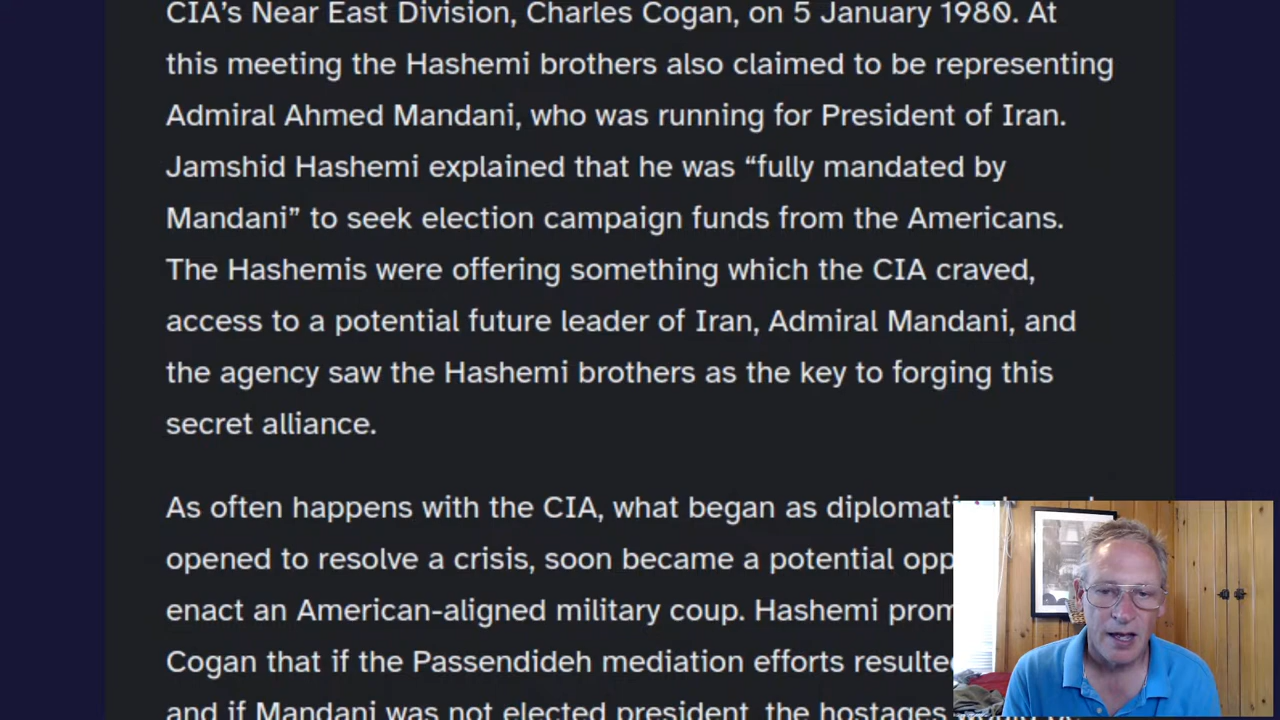 CIA’s Near East Division, Charles Cogan, on 5 January 1980. At
this meeting the Hashemi brothers also claimed to be representing
Admiral Ahmed Mandani, who was running for President of Iran.
Jamshid Hashemi explained that he was “fully mandated by
Mandani” to seek election campaign funds from the Americans.
The Hashemis were offering something which the CIA craved,
access to a potential future leader of Iran, Admiral Mandani, and
the agency saw the Hashemi brothers as the key to forging this
secret alliance.
As often happens with the CIA, what began as
opened to resolve a crisis, soon became a potential
enact an American-aligned military coup. Hashemi
Cogan that if the Passendideh mediation efforts
and if Mandani was not elected president, the hostages